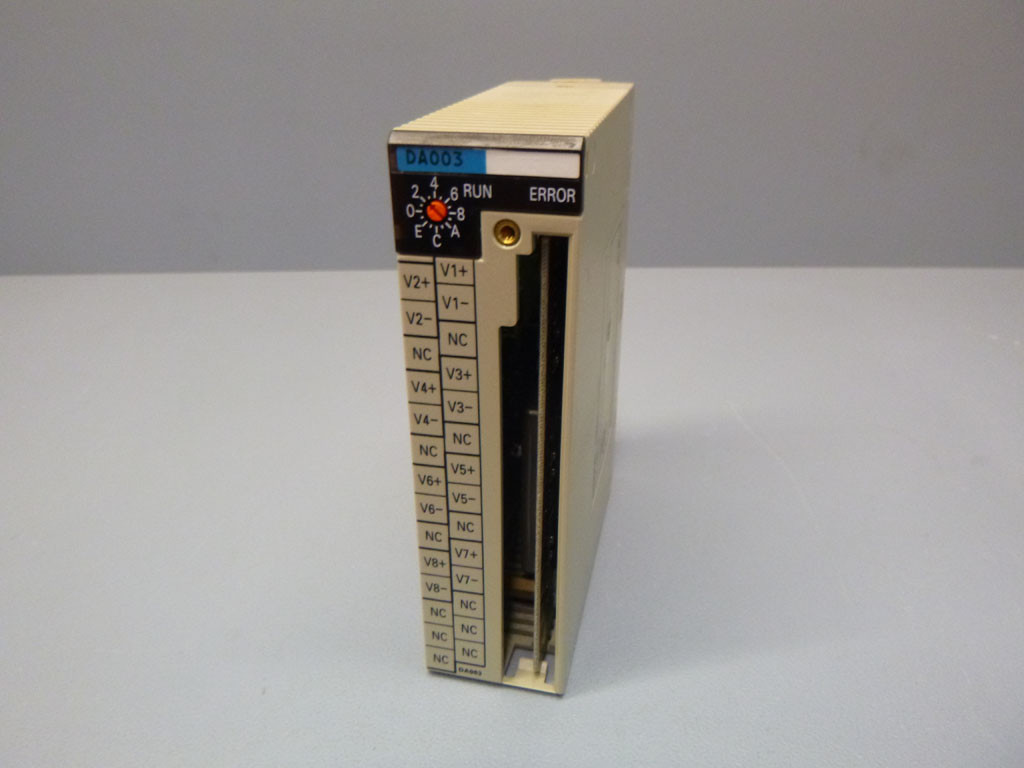 DA003
RUN ERROR
0 2 4 6 8 A C E
V1+
V2+
V1-
V2-
NC
NC
V3+
V4+
V3-
V4-
NC
NC
V5+
V6+
V5-
V6-
NC
NC
V7+
V8+
V7-
V8-
NC
NC
NC
NC
NC
NC
DA003